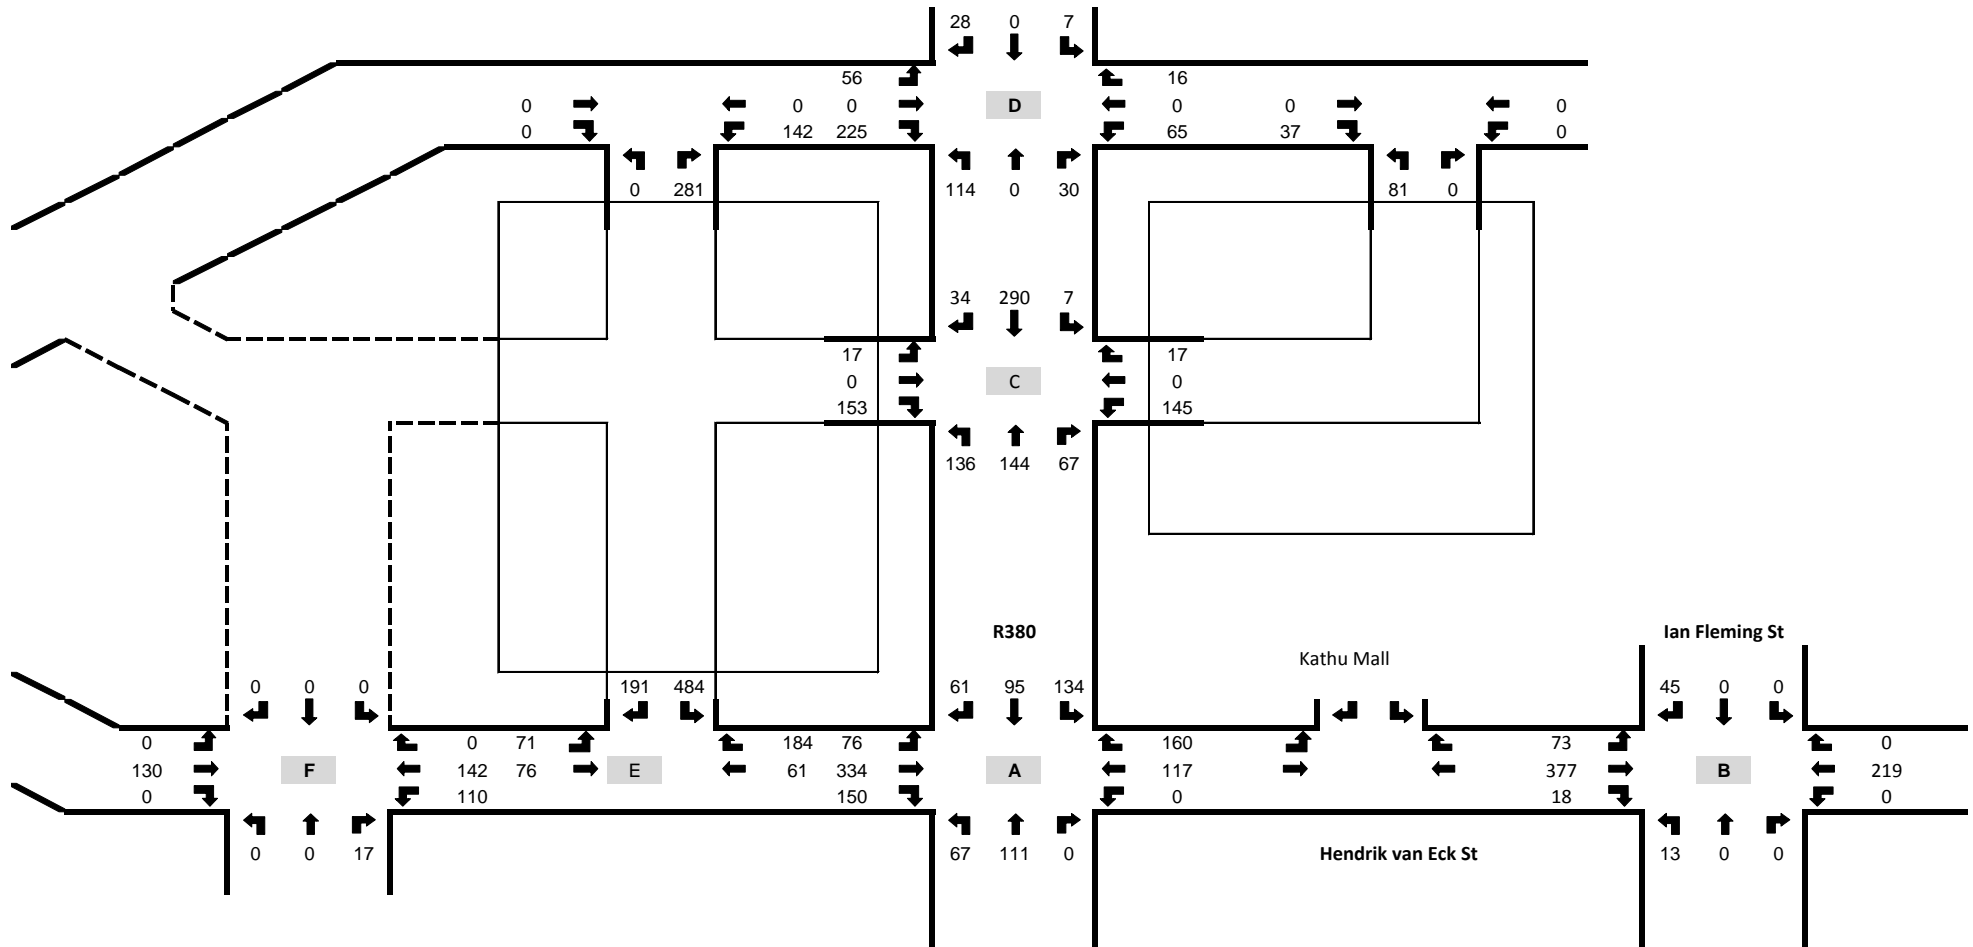 28 0 7
56 16
0 0 0 D 0 0 0
0 142 225 65 37 0
0 281 114 0 30 81 0
34 290 7
17 17
0 C 0
153 145
136 144 67
R380 Ian Fleming St
Kathu Mall
0 0 0 191 484 61 95 134 45 0 0
0 0 71 184 76 160 73 0
130 F 142 76 E 61 334 A 117 377 B 219
0 110 150 0 18 0
0 0 17 67 111 0 Hendrik van Eck St 13 0 0